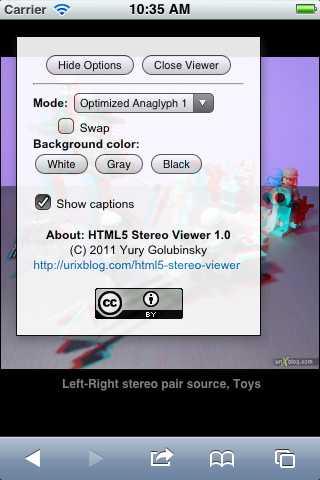 Carrier 10:35 AM
Hide Options Close Viewer
Mode: Optimized Anaglyph 1
Swap
Background color:
White Gray Black
Show captions
About: HTML5 Stereo Viewer 1.0
(C) 2011 Yury Golubinsky
http://urixblog.com/html5-stereo-viewer
cc BY
urixblog.com
Left-Right stereo pair source, Toys